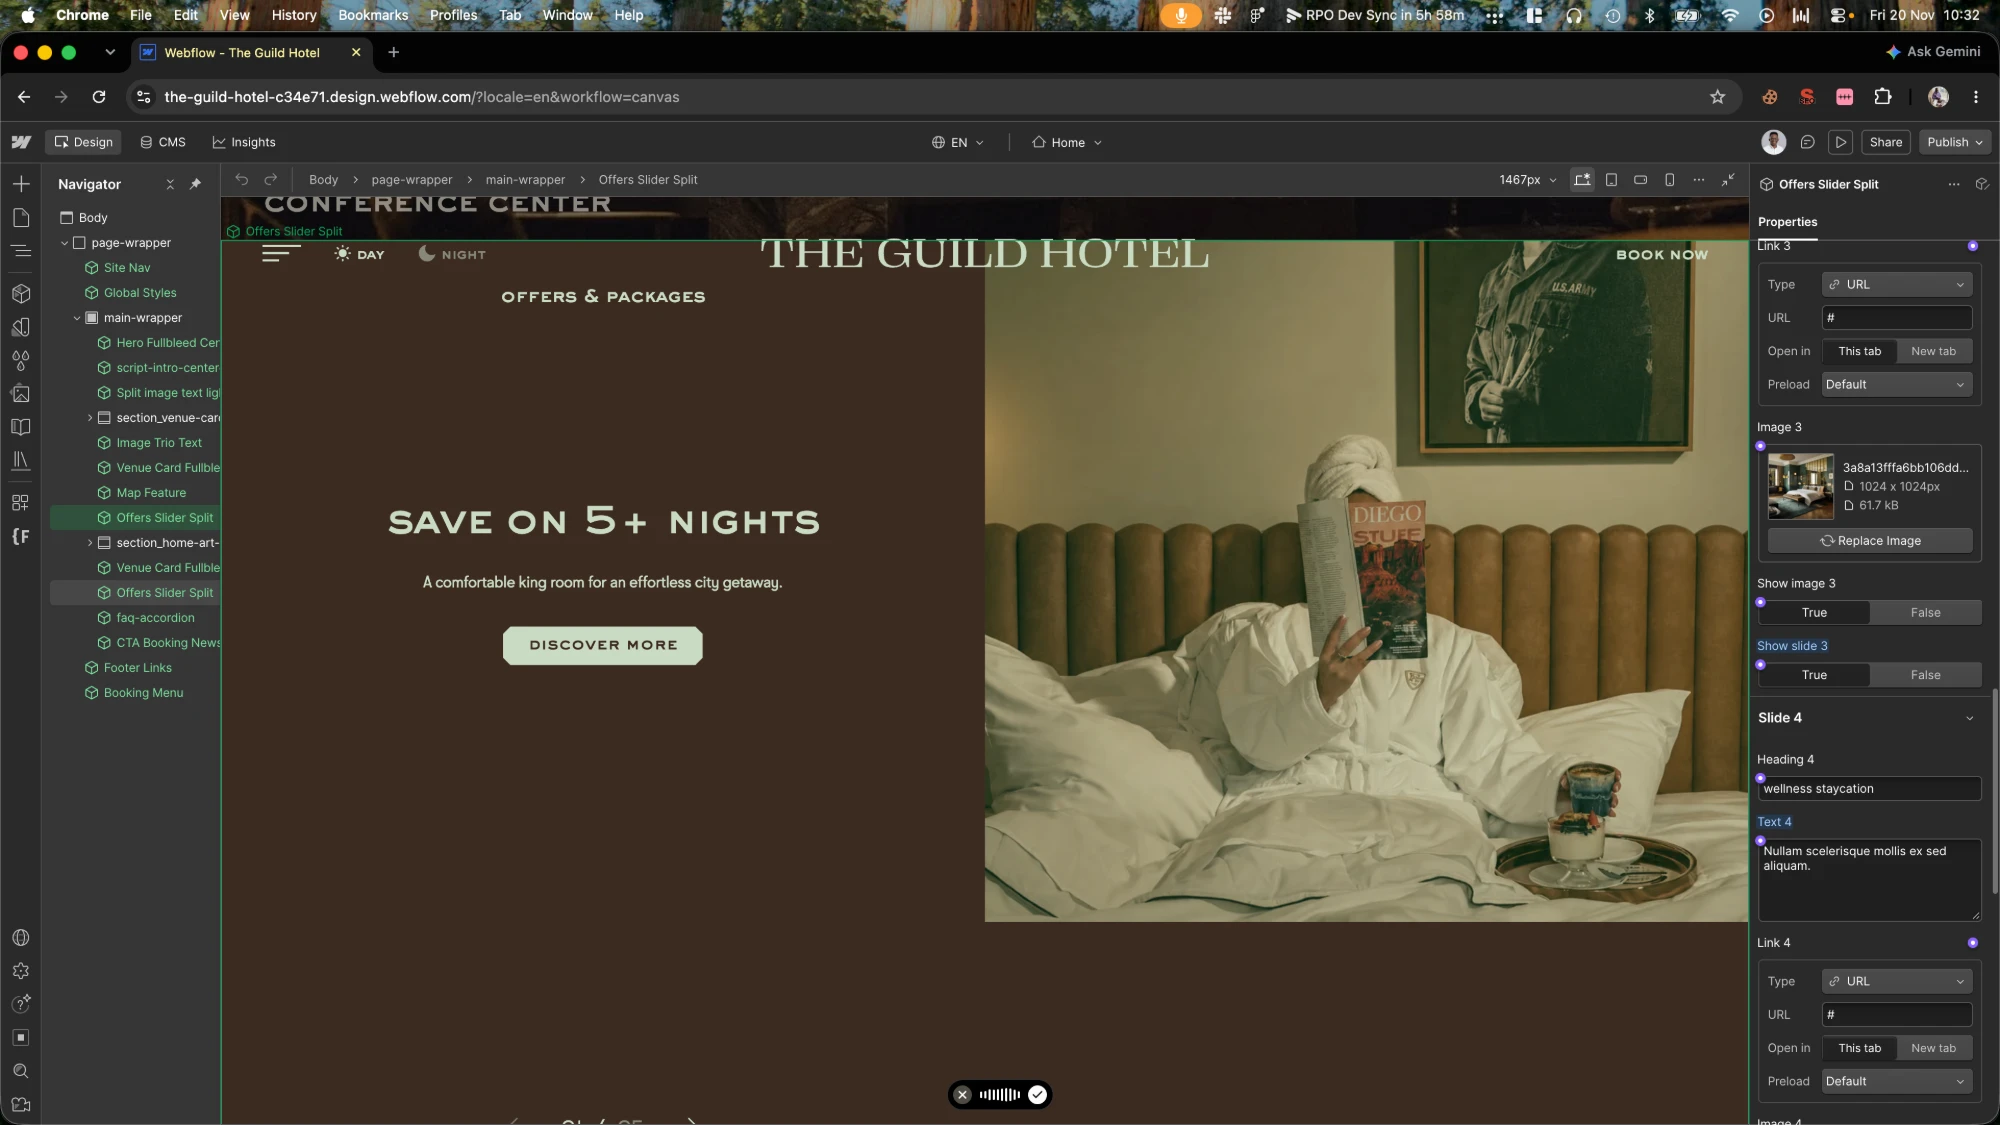 Chrome File Edit View History Bookmarks Profiles Tab Window Help
RPO Dev Sync in 5h 58m
Fri 20 Nov 10:32
Webflow - The Guild Hotel
Ask Gemini
the-guild-hotel-c34e71.design.webflow.com/?locale=en&workflow=canvas
Design
CMS
Insights
EN
Home
Share
Publish
Navigator
Body
page-wrapper
Site Nav
Global Styles
main-wrapper
Hero Fullbleed Cer
script-intro-center
Split image text lig
section_venue-card
Image Trio Text
Venue Card Fullble
Map Feature
Offers Slider Split
section_home-art-
Venue Card Fullble
Offers Slider Split
faq-accordion
CTA Booking News
Footer Links
Booking Menu
Body > page-wrapper > main-wrapper > Offers Slider Split
1467px
CONFERENCE CENTER
Offers Slider Split
DAY
NIGHT
THE GUILD HOTEL
BOOK NOW
OFFERS & PACKAGES
SAVE ON 5+ NIGHTS
A comfortable king room for an effortless city getaway.
DISCOVER MORE
U.S. ARMY
DIEGO
STUFF
Offers Slider Split
Properties
Link 3
Type URL
URL #
Open in This tab New tab
Preload Default
Image 3
3a8a13fffa6bb106dd...
1024 x 1024px
61.7 kB
Replace Image
Show image 3
True False
Show slide 3
True False
Slide 4
Heading 4
wellness staycation
Text 4
Nullam scelerisque mollis ex sed
aliquam.
Link 4
Type URL
URL #
Open in This tab New tab
Preload Default
Image 4